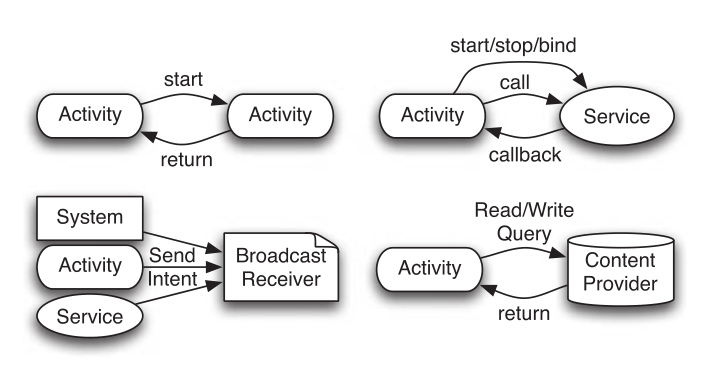 start
Activity
Activity
return
start/stop/bind
call
Activity
Service
callback
System
Activity
Service
Send
Intent
Broadcast
Receiver
Read/Write
Query
Activity
Content
Provider
return